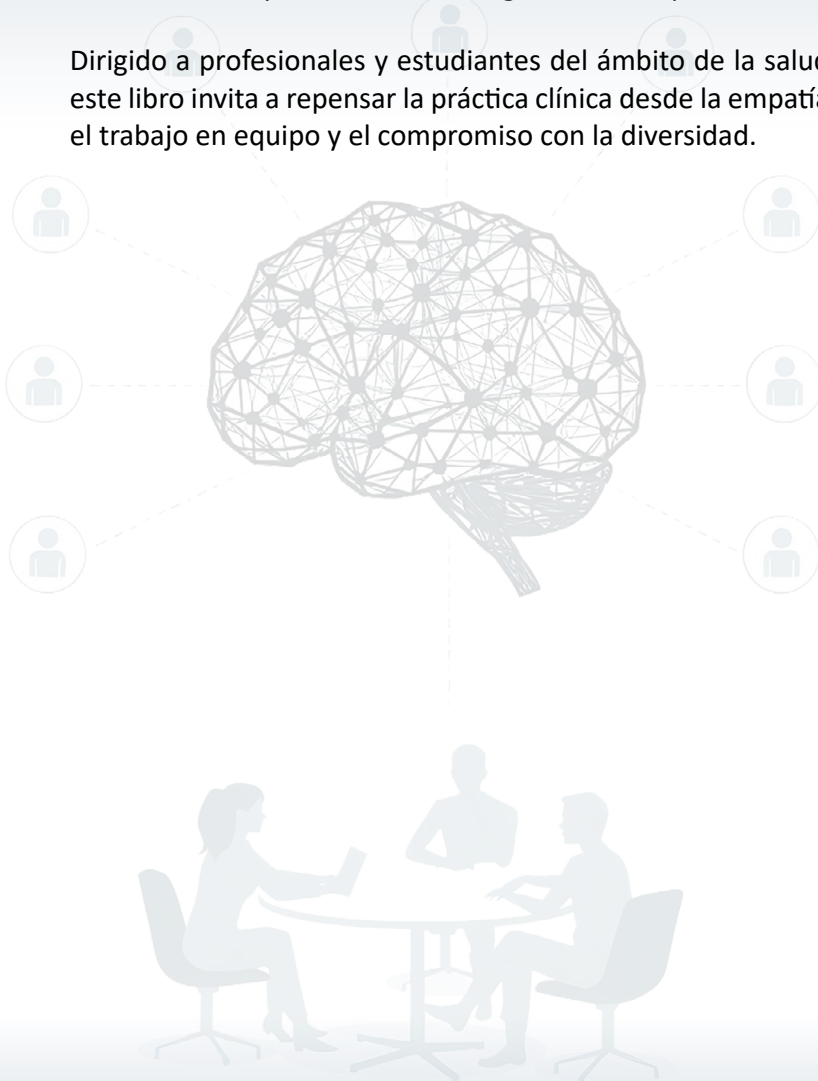 Dirigido a profesionales y estudiantes del ámbito de la salud
este libro invita a repensar la práctica clínica desde la empatía
el trabajo en equipo y el compromiso con la diversidad.